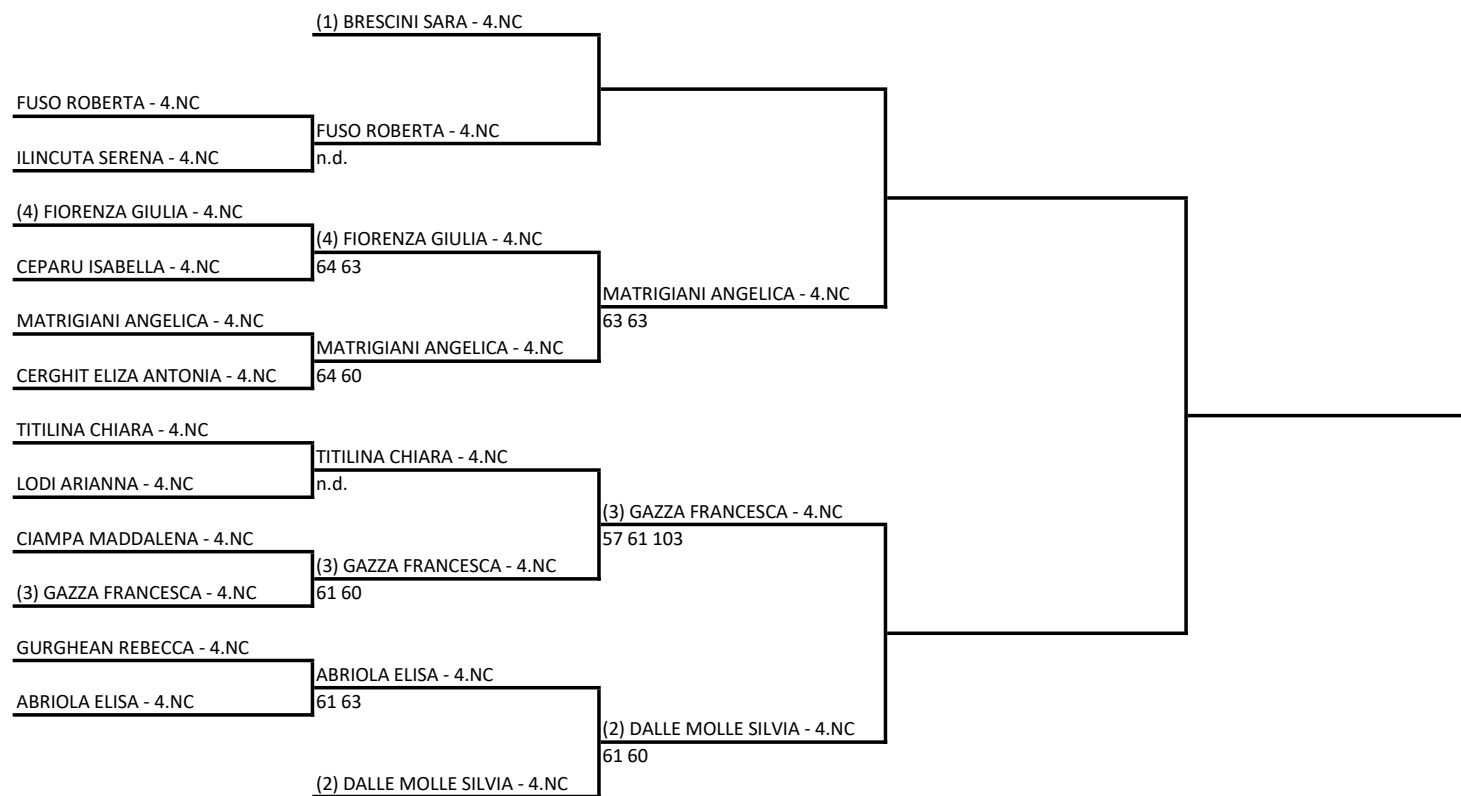 (1) BRESCINI SARA - 4.NC
FUSO ROBERTA - 4.NC
FUSO ROBERTA - 4.NC
ILINCUTA SERENA - 4.NC
n.d.
(4) FIORENZA GIULIA - 4.NC
(4) FIORENZA GIULIA - 4.NC
CEPARU ISABELLA - 4.NC
64 63
MATRIGIANI ANGELICA - 4.NC
MATRIGIANI ANGELICA - 4.NC
63 63
MATRIGIANI ANGELICA - 4.NC
CERGHIT ELIZA ANTONIA - 4.NC
64 60
TITILINA CHIARA - 4.NC
TITILINA CHIARA - 4.NC
LODI ARIANNA - 4.NC
n.d.
(3) GAZZA FRANCESCA - 4.NC
57 61 103
CIAMPA MADDALENA - 4.NC
(3) GAZZA FRANCESCA - 4.NC
(3) GAZZA FRANCESCA - 4.NC
61 60
GURGHEAN REBECCA - 4.NC
ABRIOLA ELISA - 4.NC
ABRIOLA ELISA - 4.NC
61 63
(2) DALLE MOLLE SILVIA - 4.NC
61 60
(2) DALLE MOLLE SILVIA - 4.NC